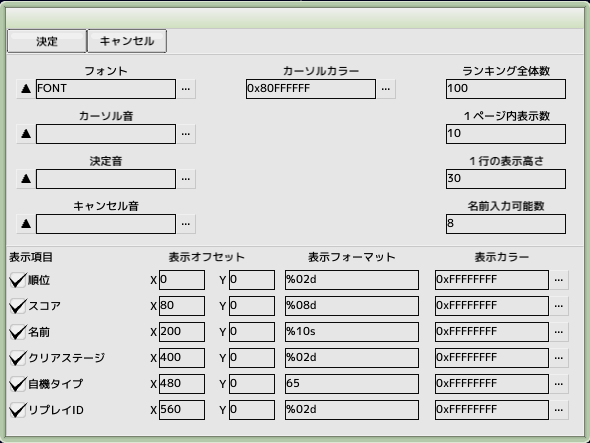 決定 キャンセル
フォント カーソルカラー ランキング全体数
▲ FONT ... 0x80FFFFFF ... 100
カーソル音 １ページ内表示数
▲ ... 10
決定音 １行の表示高さ
▲ ... 30
キャンセル音 名前入力可能数
▲ ... 8
表示項目 表示オフセット 表示フォーマット 表示カラー
順位 X 0 Y 0 %02d 0xFFFFFFFF ...
スコア X 80 Y 0 %08d 0xFFFFFFFF ...
名前 X 200 Y 0 %10s 0xFFFFFFFF ...
クリアステージ X 400 Y 0 %02d 0xFFFFFFFF ...
自機タイプ X 480 Y 0 65 0xFFFFFFFF ...
リプレイID X 560 Y 0 %02d 0xFFFFFFFF ...